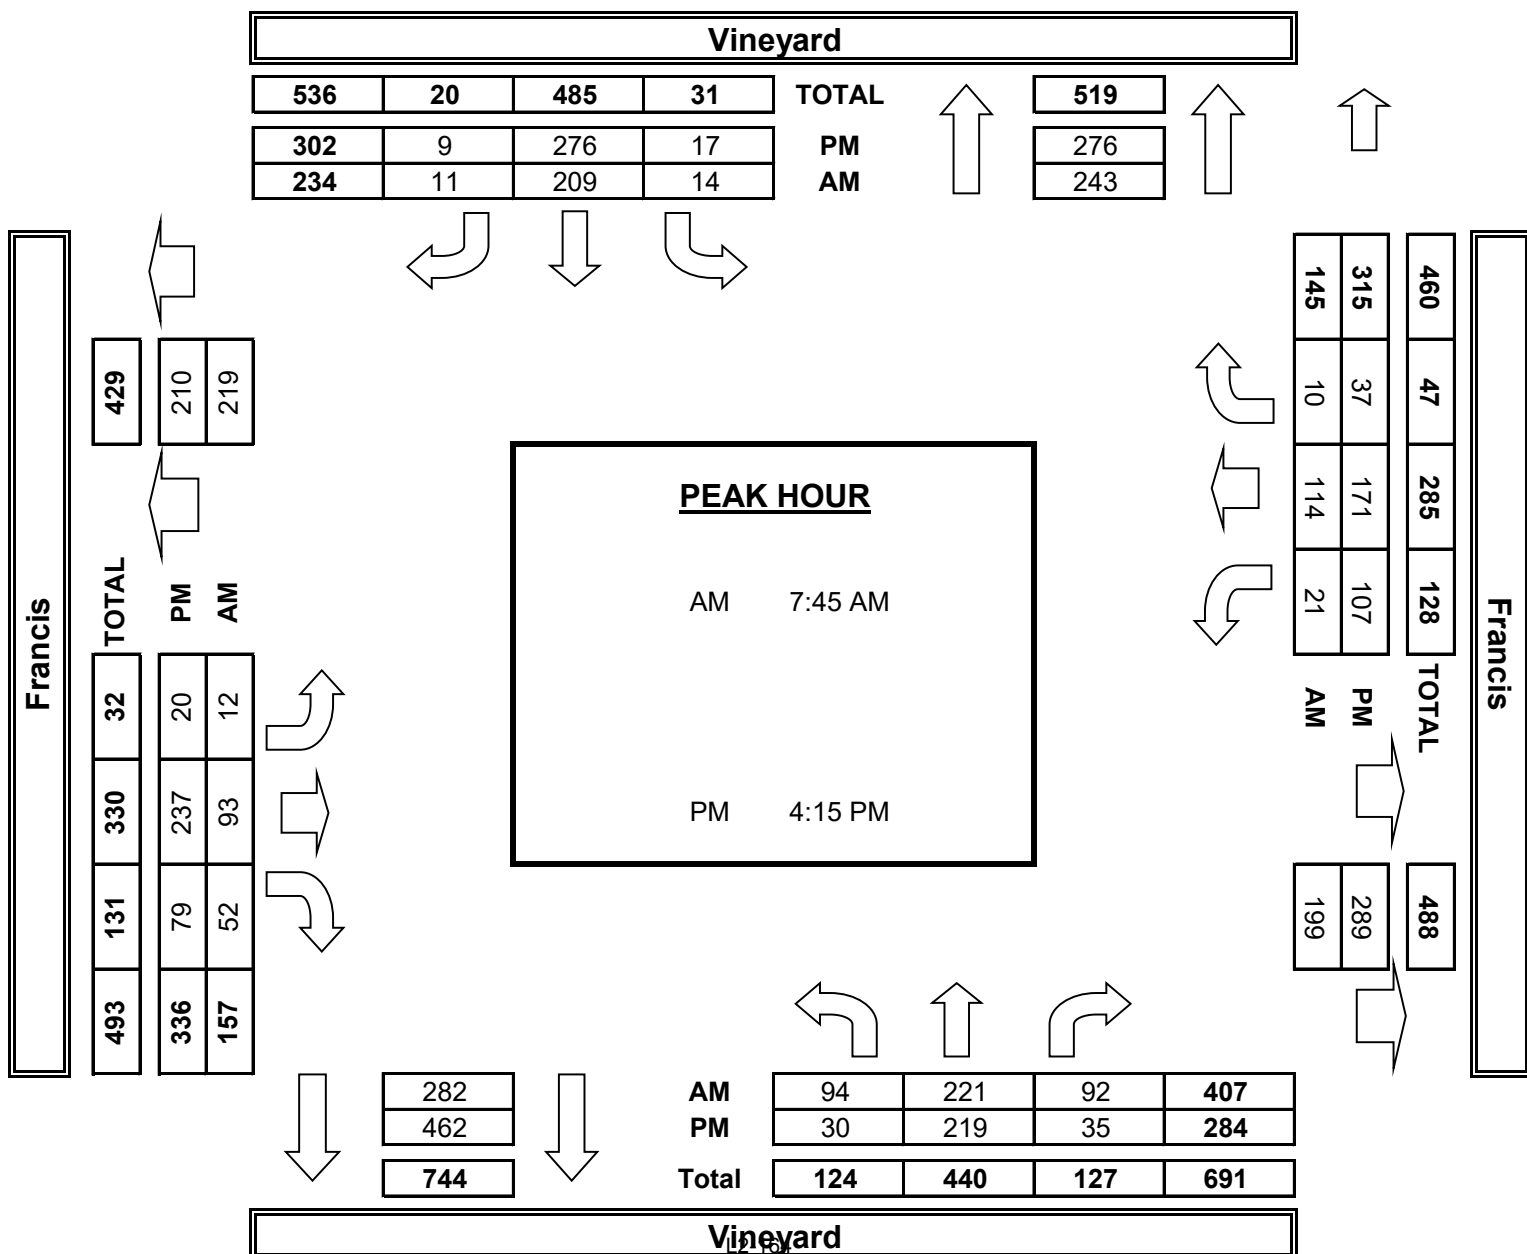 Vineyard
536 20 485 31 TOTAL 519
302 9 276 17 PM 276
234 11 209 14 AM 243
Francis
429
210
219
TOTAL
PM
AM
32 330 131 493
20 237 79 336
12 93 52 157
PEAK HOUR
AM 7:45 AM
PM 4:15 PM
460 47 285 128 TOTAL
315 37 171 107 PM
145 10 114 21 AM
488
289
199
Francis
282 AM 94 221 92 407
462 PM 30 219 35 284
744 Total 124 440 127 691
Vineyard